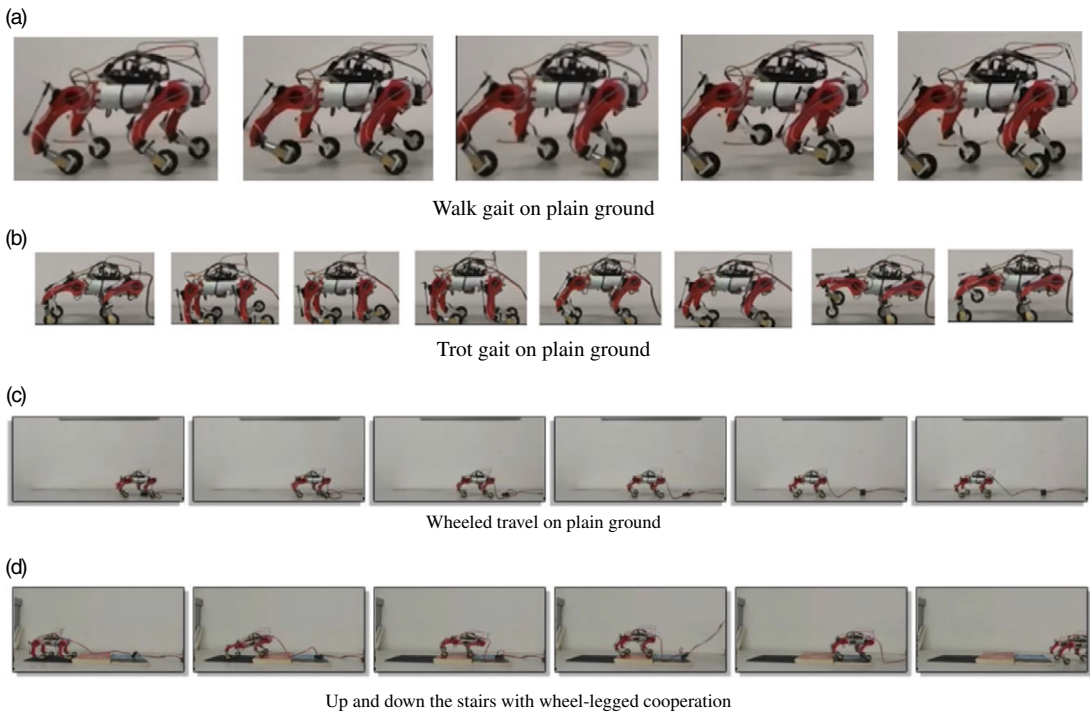 (a)
Walk gait on plain ground
(b)
Trot gait on plain ground
(c)
Wheeled travel on plain ground
(d)
Up and down the stairs with wheel-legged cooperation